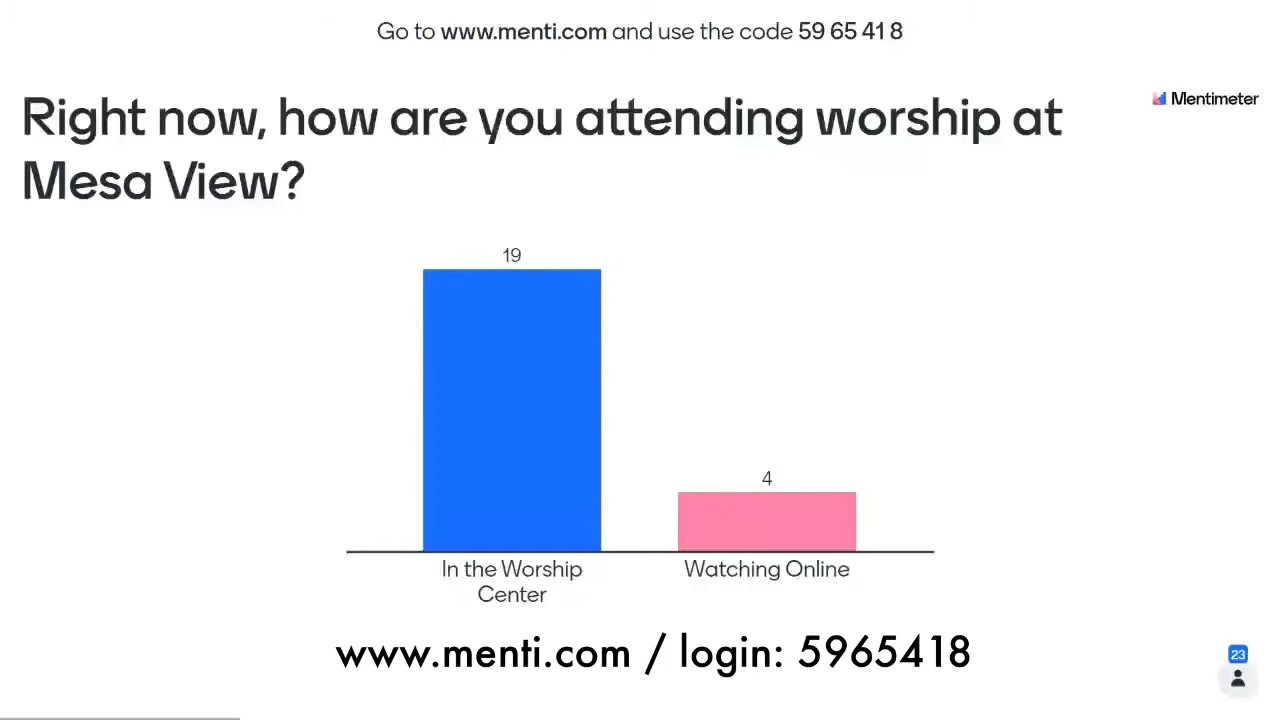 Go to www.menti.com and use the code 59 65 41 8
Mentimeter
Right now, how are you attending worship at
Mesa View?
19
4
In the Worship
Center
Watching Online
www.menti.com / login: 5965418
23